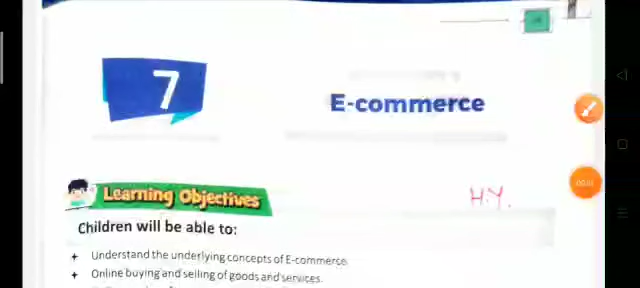 7
E-commerce
Learning Objectives
H.Y.
Children will be able to:
+ Understand the underlying concepts of E-commerce
+ Online buying and selling of goods and services.